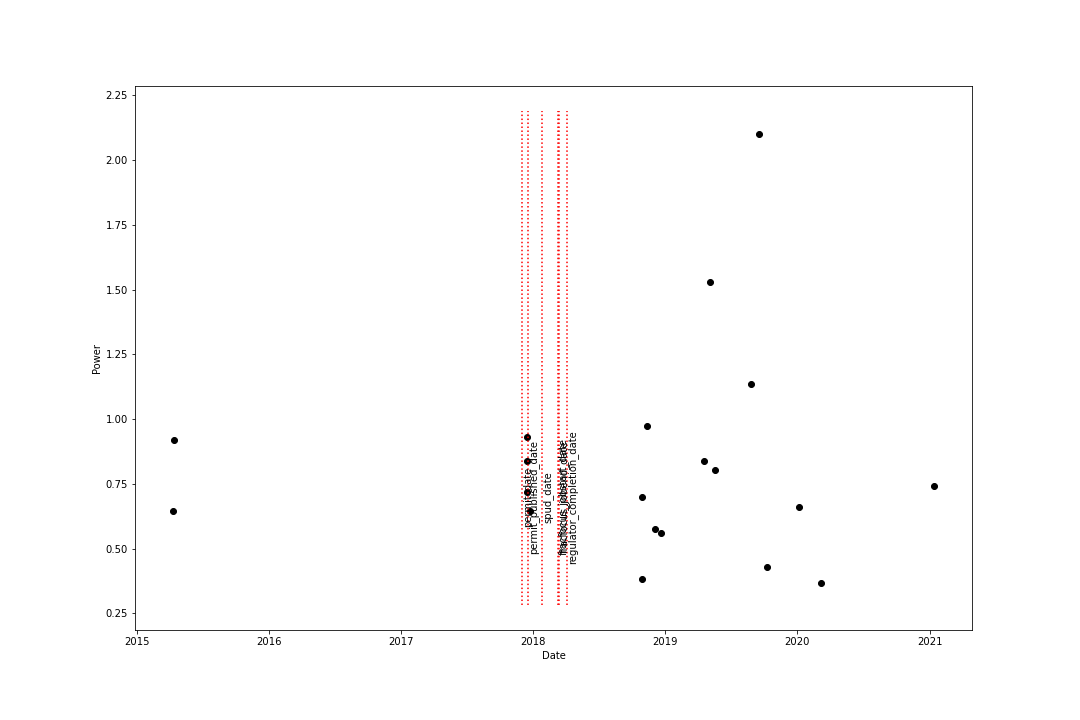 2.25
2.00
1.75
1.50
1.25
1.00
0.75
0.50
0.25
Power
permit_date
permit_published_date
spud_date
regulator_completion_date
2015 2016 2017 2018 2019 2020 2021
Date